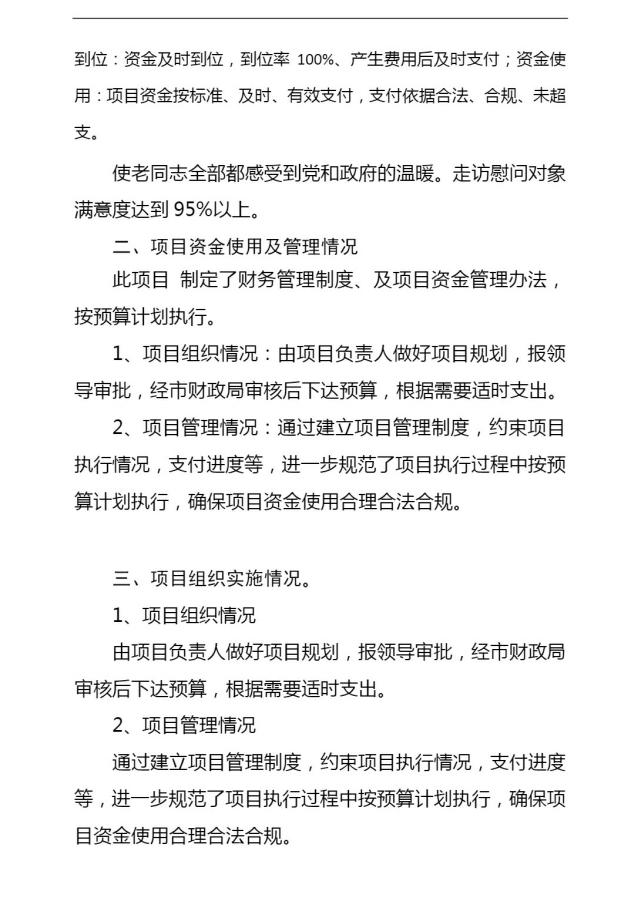 到位：资金及时到位，到位率 100%、产生费用后及时支付；资金使
用：项目资金按标准、及时、有效支付，支付依据合法、合规、未超
支。
使老同志全部都感受到党和政府的温暖。走访慰问对象
满意度达到 95%以上。
二、项目资金使用及管理情况
此项目 制定了财务管理制度、及项目资金管理办法，
按预算计划执行。
1、项目组织情况：由项目负责人做好项目规划，报领
导审批，经市财政局审核后下达预算，根据需要适时支出。
2、项目管理情况：通过建立项目管理制度，约束项目
执行情况，支付进度等，进一步规范了项目执行过程中按预
算计划执行，确保项目资金使用合理合法合规。
三、项目组织实施情况。
1、项目组织情况
由项目负责人做好项目规划，报领导审批，经市财政局
审核后下达预算，根据需要适时支出。
2、项目管理情况
通过建立项目管理制度，约束项目执行情况，支付进度
等，进一步规范了项目执行过程中按预算计划执行，确保项
目资金使用合理合法合规。